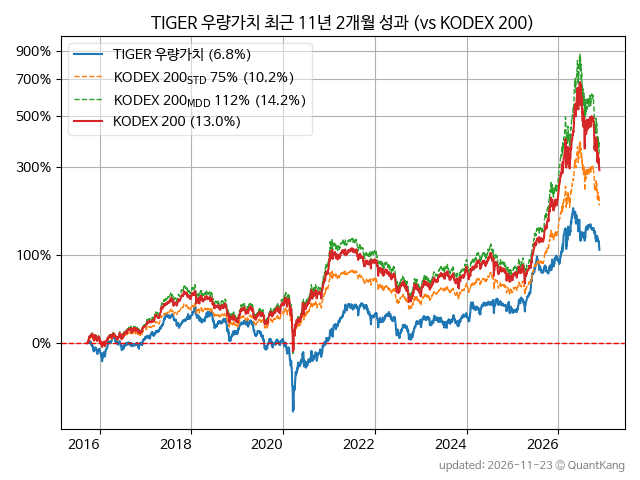 TIGER 우량가치 최근 11년 2개월 성과 (vs KODEX 200)
TIGER 우량가치 (6.8%)
KODEX 200STD 75% (10.2%)
KODEX 200MDD 112% (14.2%)
KODEX 200 (13.0%)
900%
700%
500%
300%
100%
0%
2016 2018 2020 2022 2024 2026
updated: 2026-11-23 © QuantKang